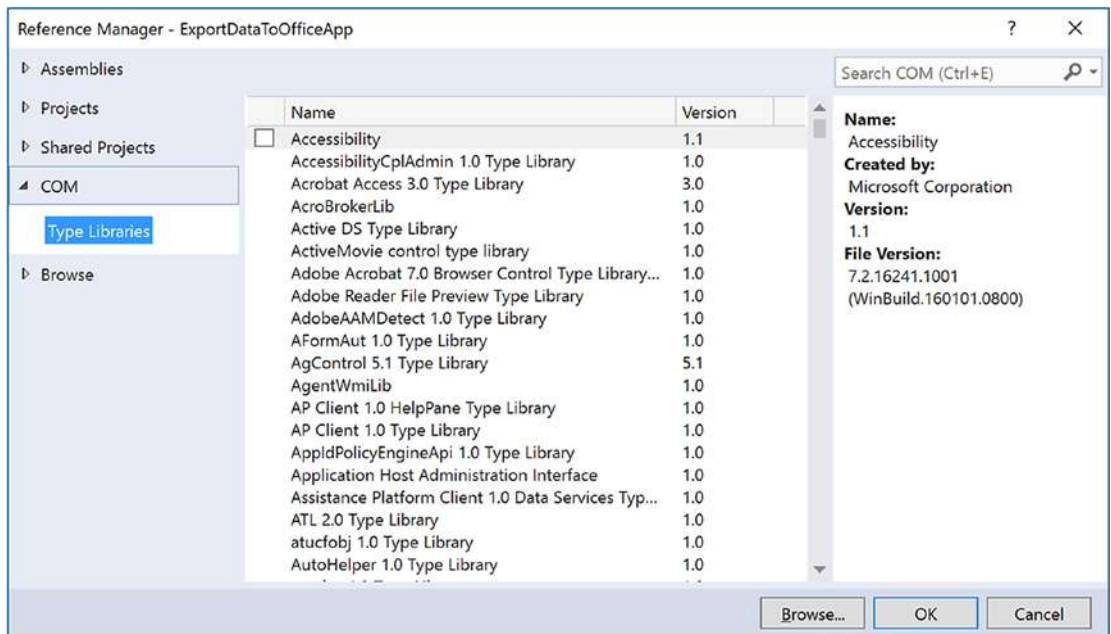 Reference Manager - ExportDataToOfficeApp ?
Assemblies
Projects
Shared Projects
COM
Type Libraries
Browse
Name Version
Accessibility 1.1
AccessibilityCplAdmin 1.0 Type Library 1.0
Acrobat Access 3.0 Type Library 3.0
AcroBrokerLib 1.0
Active DS Type Library 1.0
ActiveMovie control type library 1.0
Adobe Acrobat 7.0 Browser Control Type Library... 1.0
Adobe Reader File Preview Type Library 1.0
AdobeAAMDetect 1.0 Type Library 1.0
AFormAut 1.0 Type Library 1.0
AgControl 5.1 Type Library 5.1
AgentWmiLib 1.0
AP Client 1.0 HelpPane Type Library 1.0
AP Client 1.0 Type Library 1.0
AppIdPolicyEngineApi 1.0 Type Library 1.0
Application Host Administration Interface 1.0
Assistance Platform Client 1.0 Data Services Typ... 1.0
ATL 2.0 Type Library 1.0
atucfobj 1.0 Type Library 1.0
AutoHelper 1.0 Type Library 1.0
Search COM (Ctrl+E)
Name:
Accessibility
Created by:
Microsoft Corporation
Version:
1.1
File Version:
7.2.16241.1001
(WinBuild.160101.0800)
Browse... OK Cancel